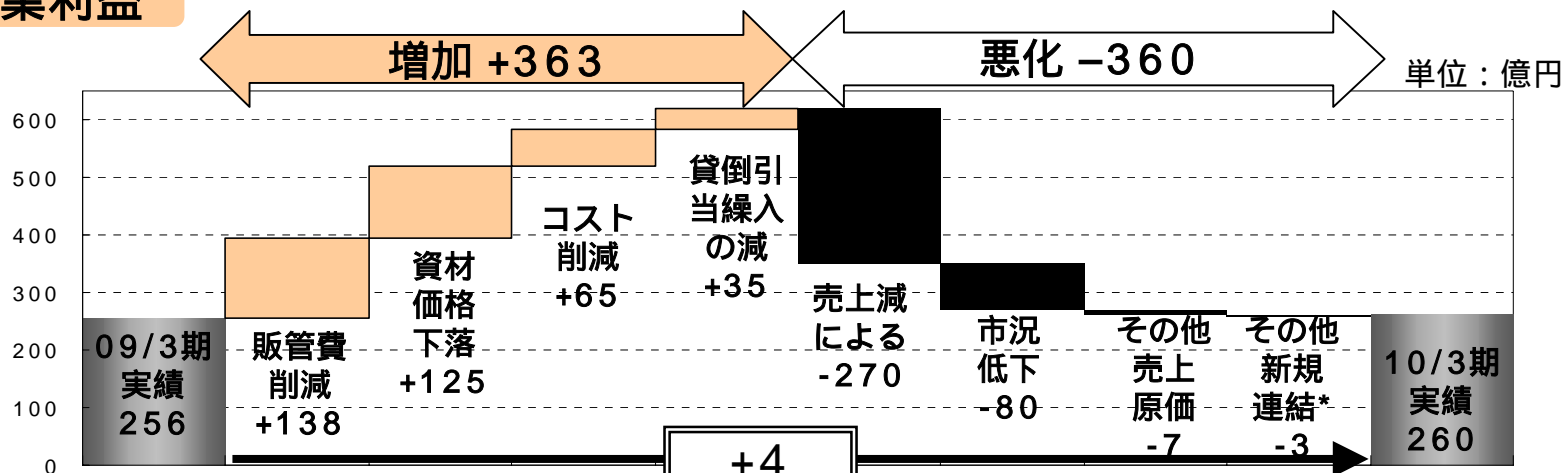 業利益
増加 +363
悪化 –360
単位：億円
600
500
400
300
200
100
0
09/3期
実績
256
販管費
削減
+138
資材
価格
下落
+125
コスト
削減
+65
貸倒引
当繰入
の減
+35
売上減
による
-270
市況
低下
-80
その他
売上
原価
-7
その他
新規
連結*
-3
10/3期
実績
260
+4